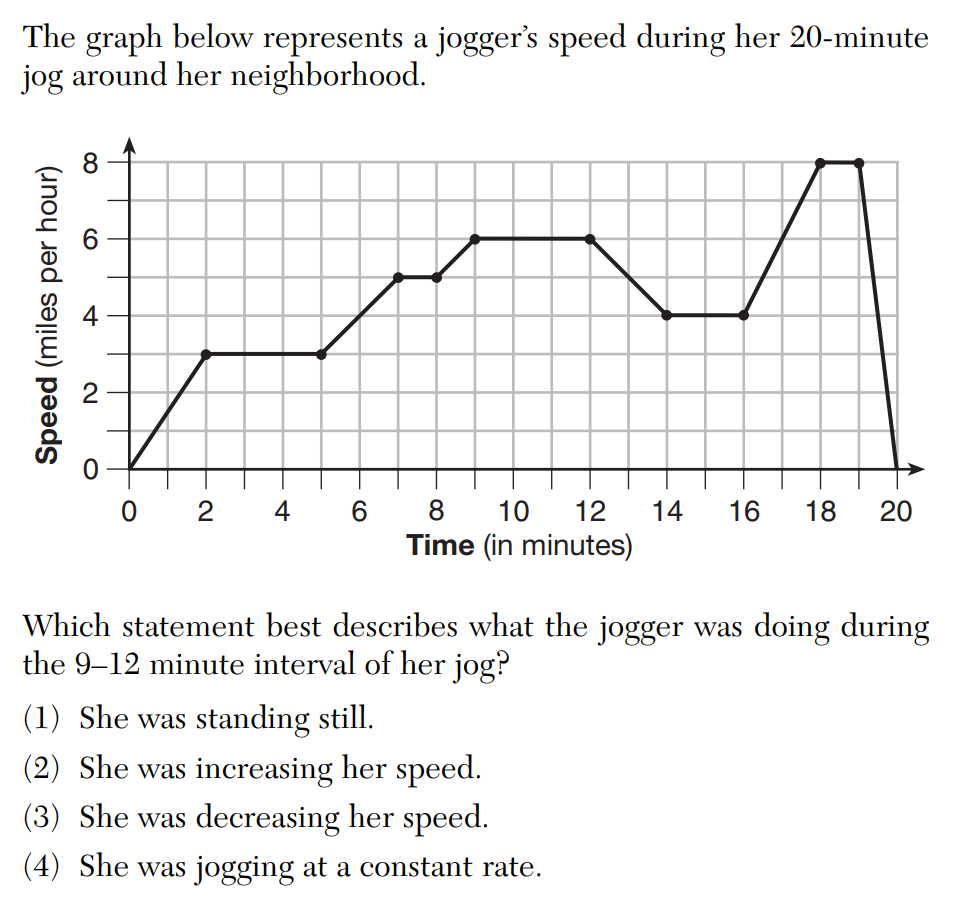 The graph below represents a jogger’s speed during her 20-minute
jog around her neighborhood.
Speed (miles per hour)
8
6
4
2
0
0 2 4 6 8 10 12 14 16 18 20
Time (in minutes)
Which statement best describes what the jogger was doing during
the 9–12 minute interval of her jog?
(1) She was standing still.
(2) She was increasing her speed.
(3) She was decreasing her speed.
(4) She was jogging at a constant rate.